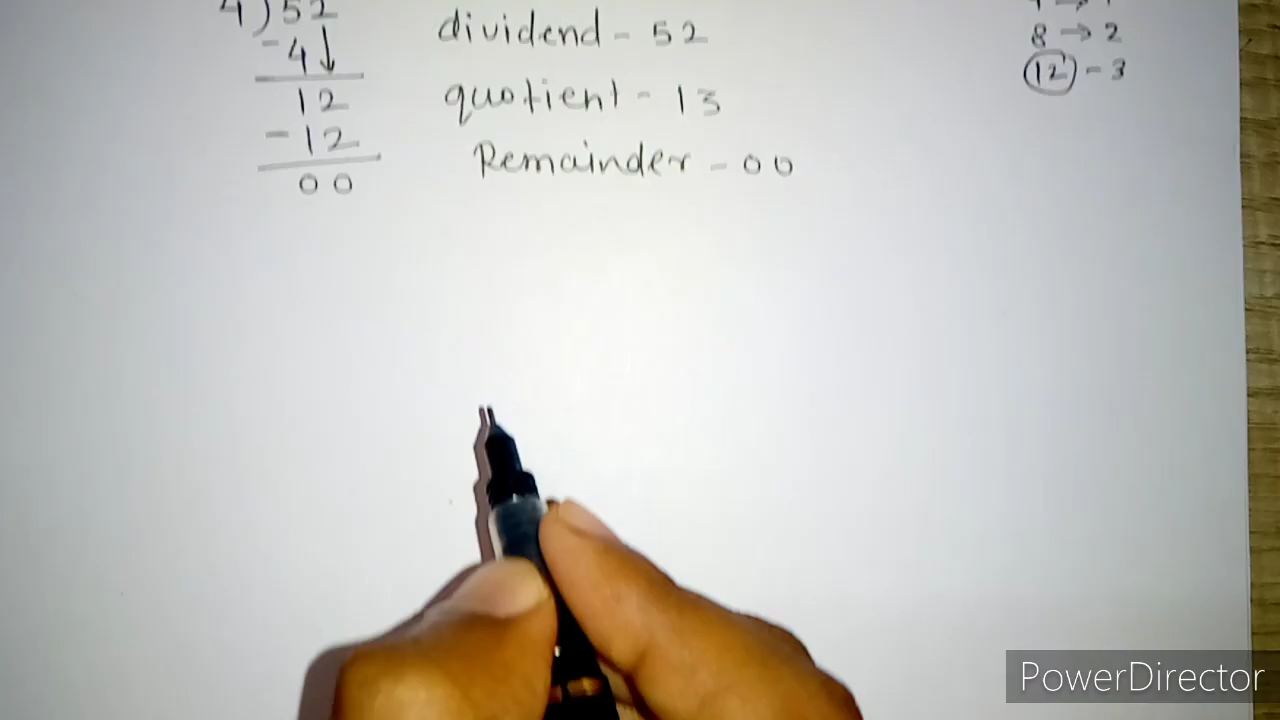 4)52
-4↓
12
-12
00
dividend - 52
quotient - 13
Remainder - 00
8 → 2
12 - 3
PowerDirector